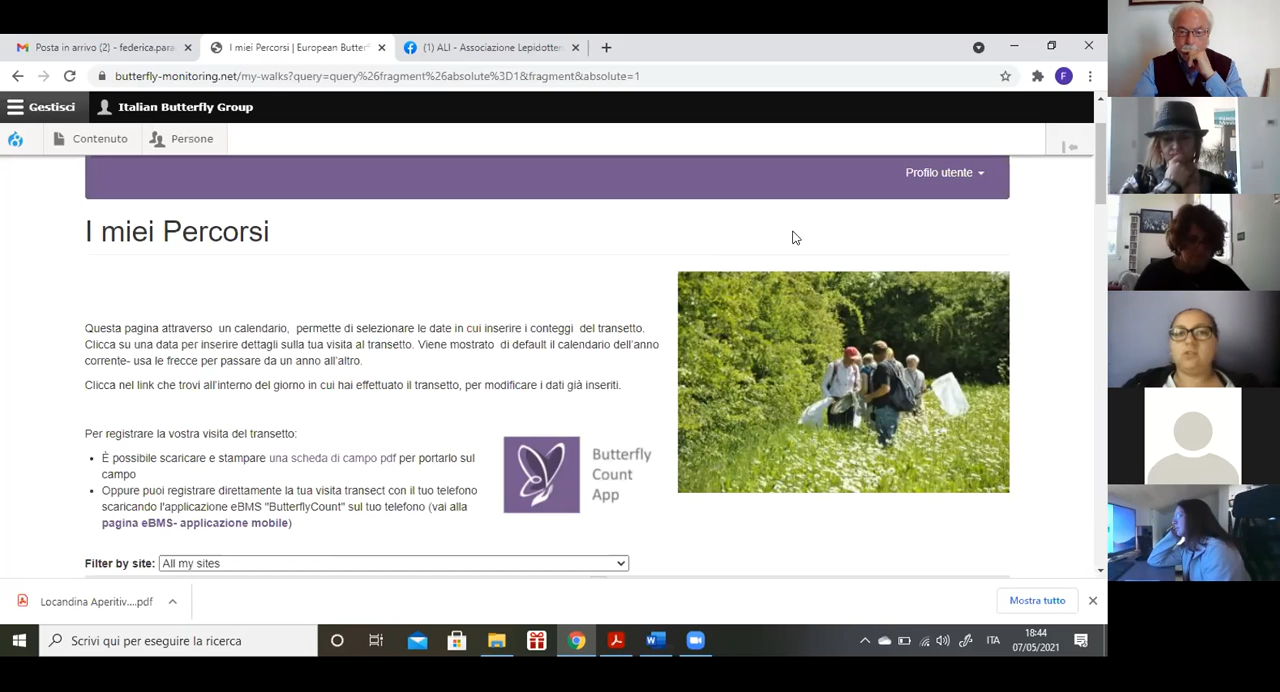 Posta in arrivo (2) - federica.para
I miei Percorsi | European Butter
(1) ALI - Associazione Lepidotter
butterfly-monitoring.net/my-walks?query=query%26fragment%26absolute%3D1&fragment&absolute=1
F
Gestisci
Italian Butterfly Group
Contenuto
Persone
Profilo utente
I miei Percorsi
Questa pagina attraverso un calendario, permette di selezionare le date in cui inserire i conteggi del transetto.
Clicca su una data per inserire dettagli sulla tua visita al transetto. Viene mostrato di default il calendario dell'anno
corrente- usa le frecce per passare da un anno all'altro.
Clicca nel link che trovi all'interno del giorno in cui hai effettuato il transetto, per modificare i dati già inseriti.
Per registrare la vostra visita del transetto:
È possibile scaricare e stampare una scheda di campo pdf per portarlo sul
campo
Oppure puoi registrare direttamente la tua visita transect con il tuo telefono
scaricando l'applicazione eBMS "ButterflyCount" sul tuo telefono (vai alla
pagina eBMS- applicazione mobile)
Butterfly
Count
App
Filter by site: All my sites
Locandina Aperitiv....pdf
Mostra tutto
Scrivi qui per eseguire la ricerca
ITA
18:44
07/05/2021